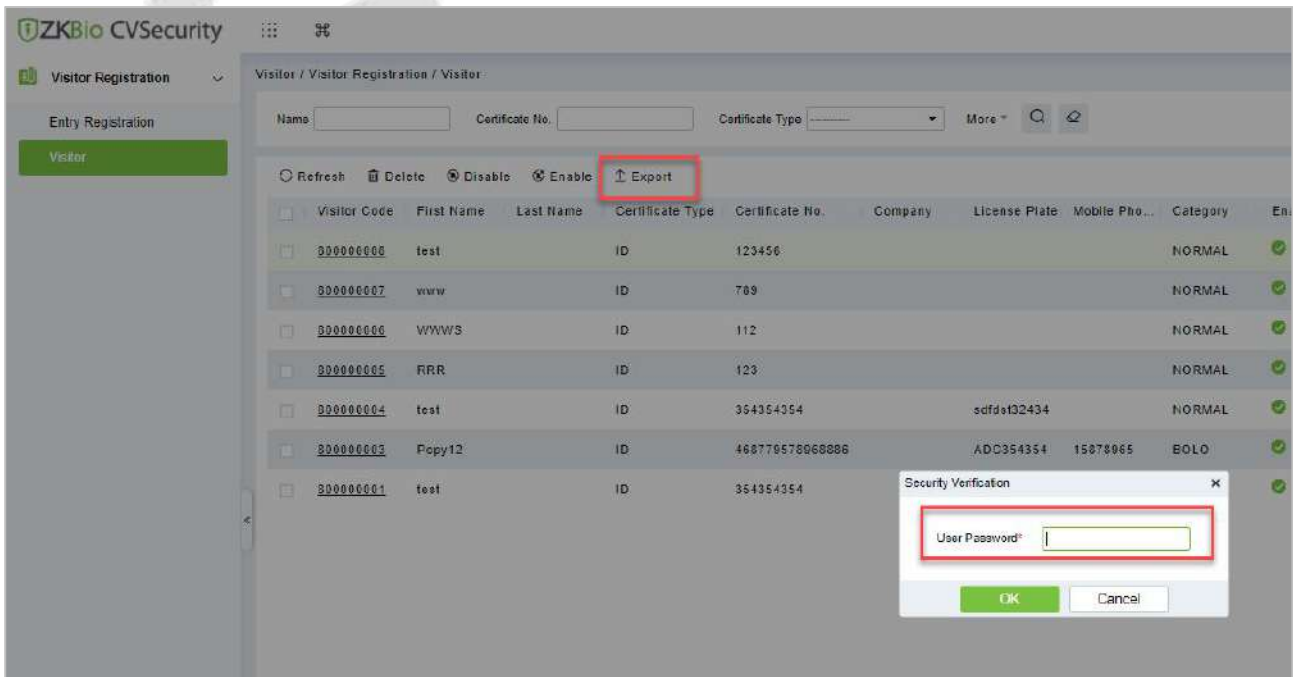 ZKBio CVSecurity
Visitor Registration
Entry Registration
Visitor
Visitor / Visitor Registration / Visitor
Name Certificate No. Certificate Type ---------- More
Refresh Delete Disable Enable Export
Visitor Code First Name Last Name Certificate Type Certificate No. Company License Plate Mobile Pho... Category
800000008 test ID 123456 NORMAL
800000007 www ID 789 NORMAL
800000006 WWWS ID 112 NORMAL
800000005 RRR ID 123 NORMAL
800000004 test ID 354354354 NORMAL
800000003 ID 468779578968886 ADC354354 15878965 BOLO
800000001 test ID 354354354
Security Verification
User Password*
OK Cancel